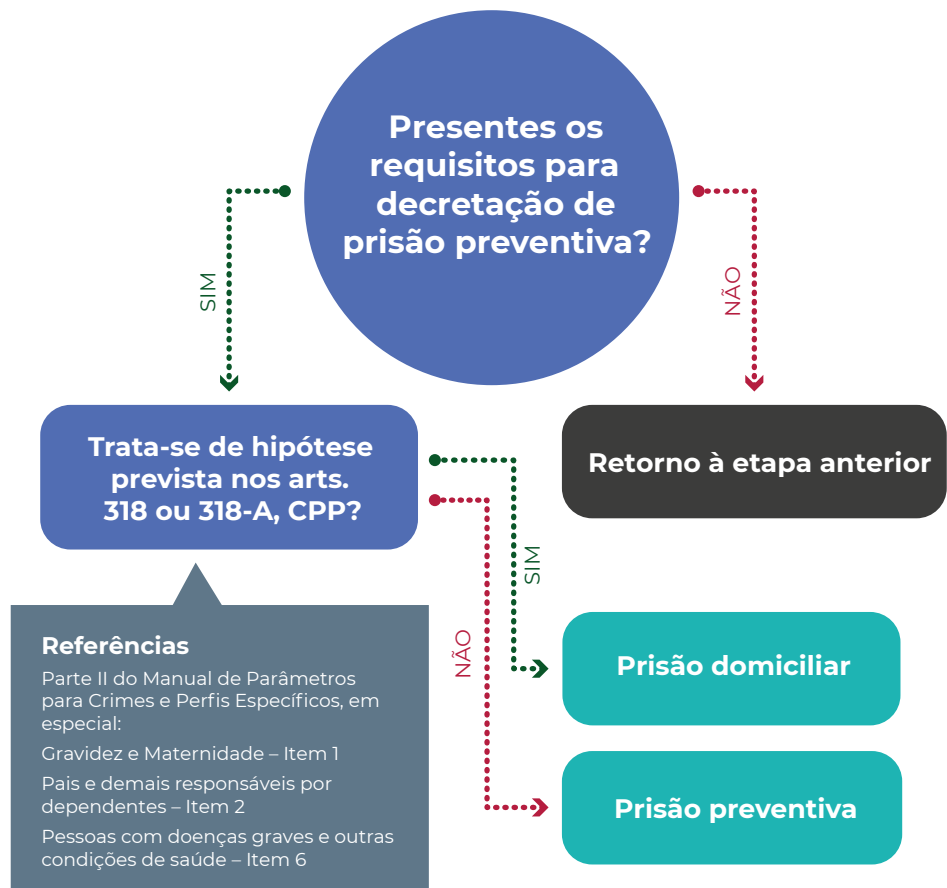 Presentes os
requisitos para
decretação de
prisão preventiva?
SIM
NÃO
Trata-se de hipótese
prevista nos arts.
318 ou 318-A, CPP?
Retorno à etapa anterior
SIM
NÃO
Prisão domiciliar
Prisão preventiva
Referências
Parte II do Manual de Parâmetros
para Crimes e Perfis Específicos, em
especial:
Gravidez e Maternidade – Item 1
Pais e demais responsáveis por
dependentes – Item 2
Pessoas com doenças graves e outras
condições de saúde – Item 6